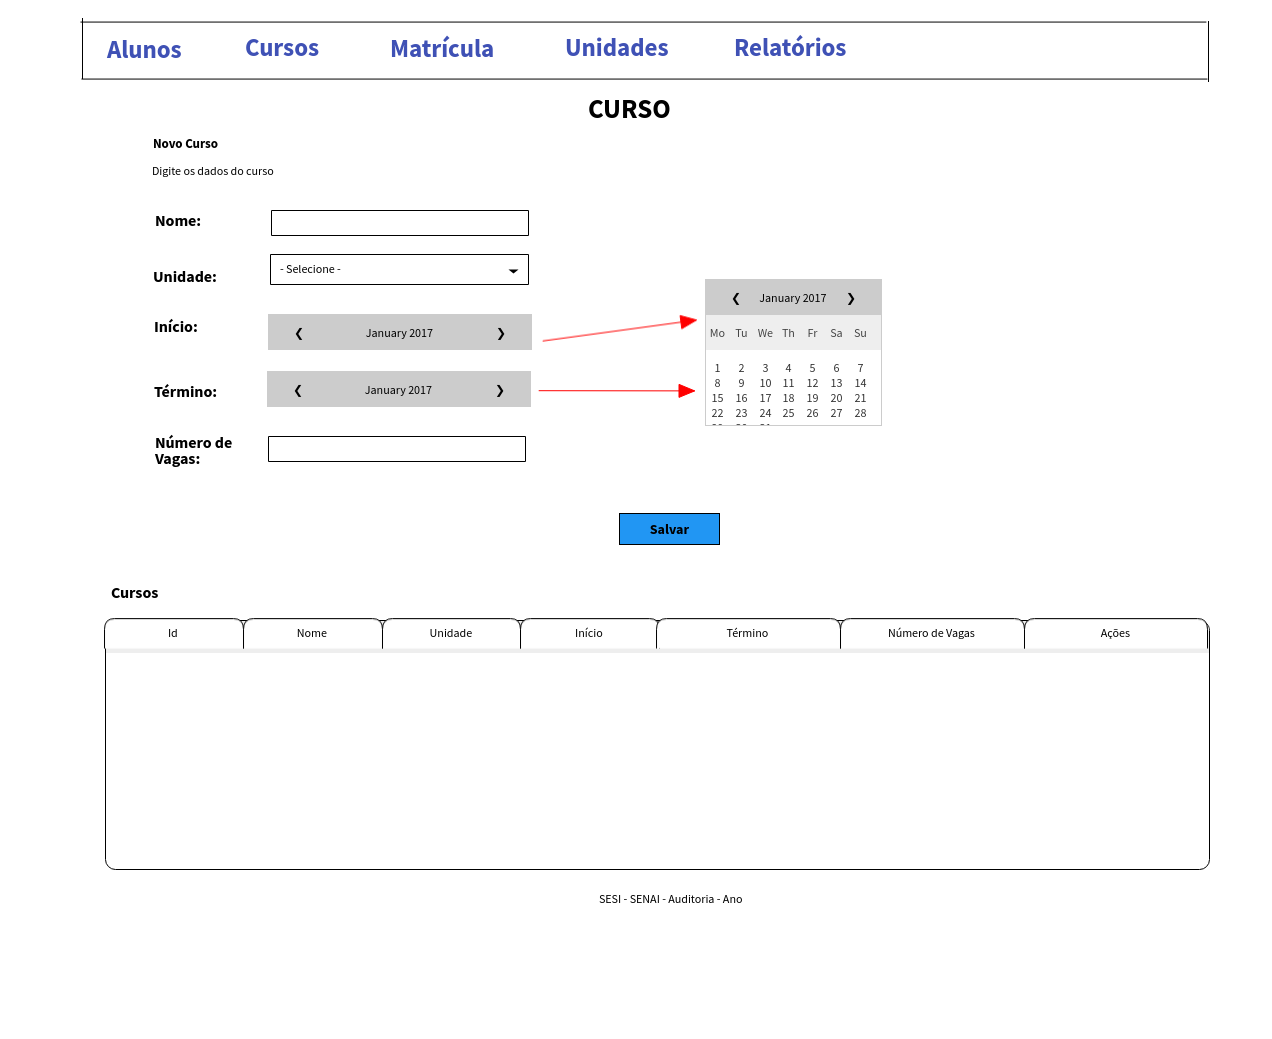 Alunos Cursos Matrícula Unidades Relatórios
CURSO
Novo Curso
Digite os dados do curso
Nome:
Unidade: - Selecione -
Início: ❮ January 2017 ❯
Término: ❮ January 2017 ❯
Número de
Vagas:
❮ January 2017 ❯
Mo Tu We Th Fr Sa Su
1 2 3 4 5 6 7
8 9 10 11 12 13 14
15 16 17 18 19 20 21
22 23 24 25 26 27 28
Salvar
Cursos
Id Nome Unidade Início Término Número de Vagas Ações
SESI - SENAI - Auditoria - Ano